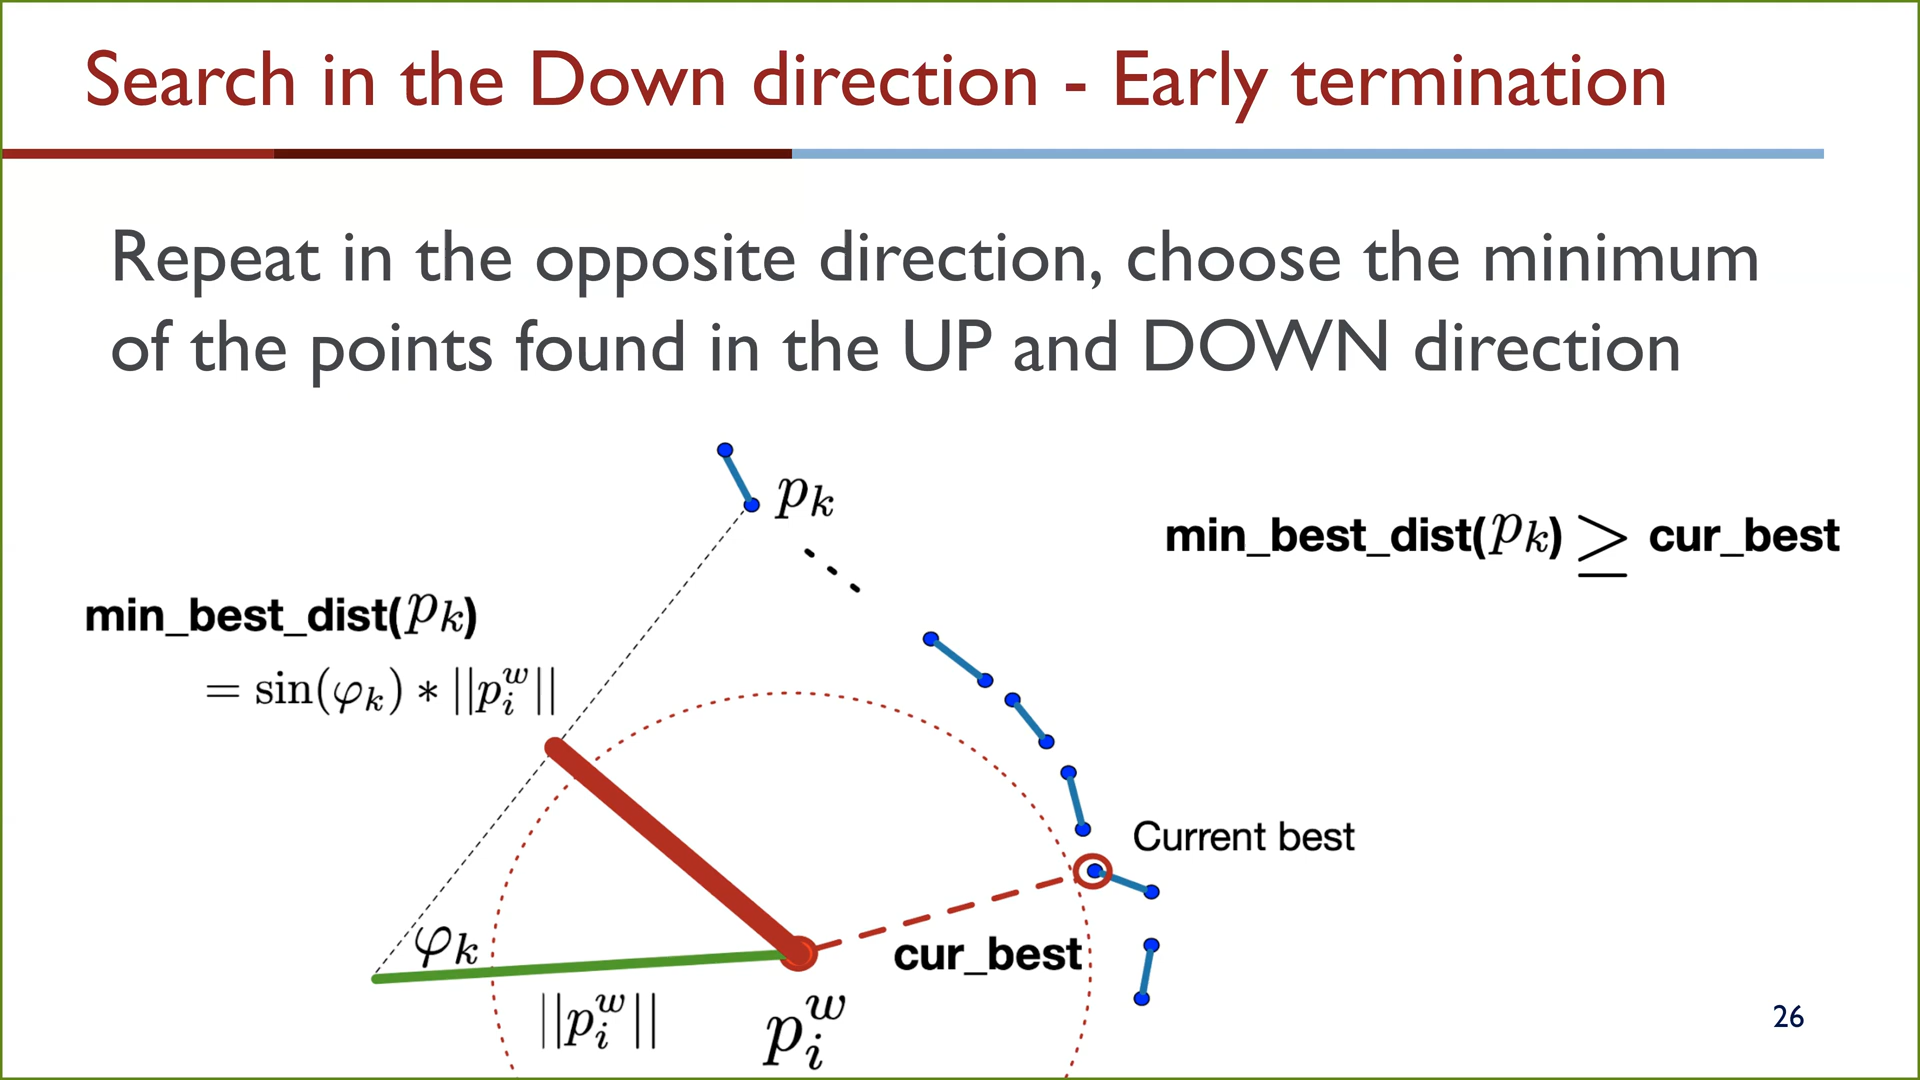 Search in the Down direction - Early termination
Repeat in the opposite direction, choose the minimum
of the points found in the UP and DOWN direction
p_k
min_best_dist(p_k) ≥ cur_best
min_best_dist(p_k)
= sin(φ_k) * ||p_i^w||
Current best
φ_k
cur_best
||p_i^w||
p_i^w
26